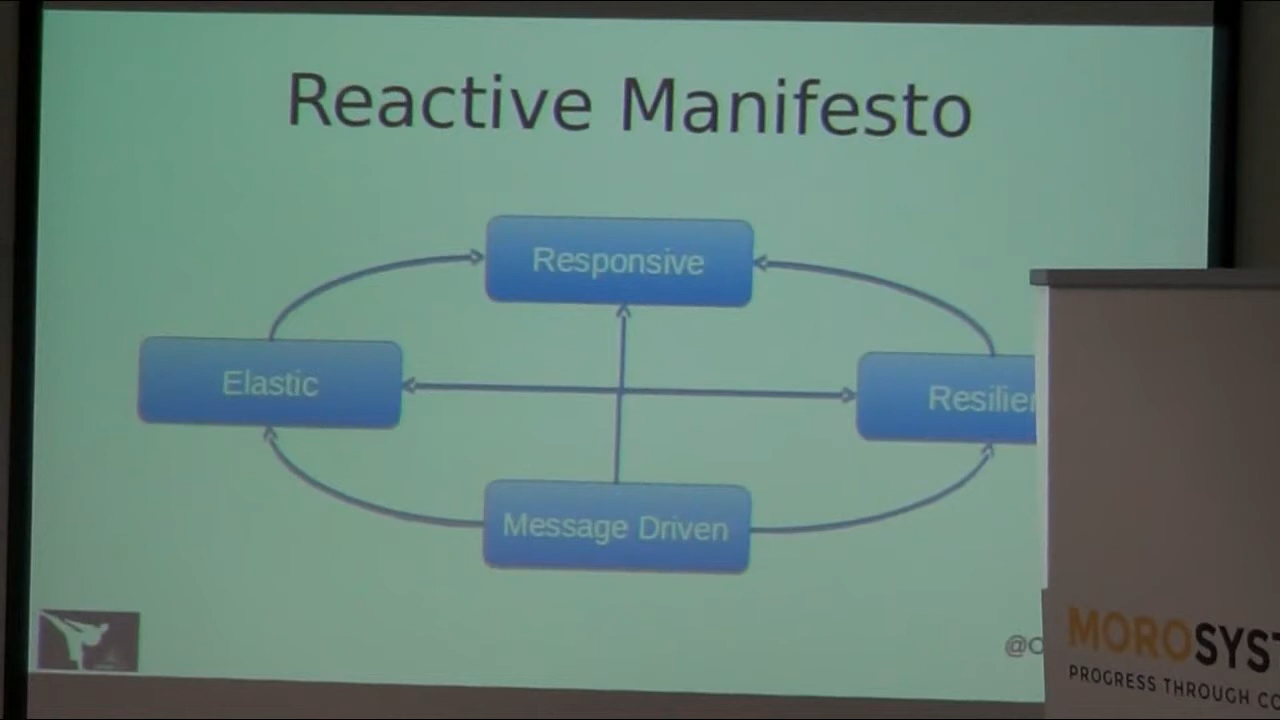 Reactive Manifesto
Responsive
Elastic
Resilien
Message Driven
MOROSYST
PROGRESS THROUGH CO